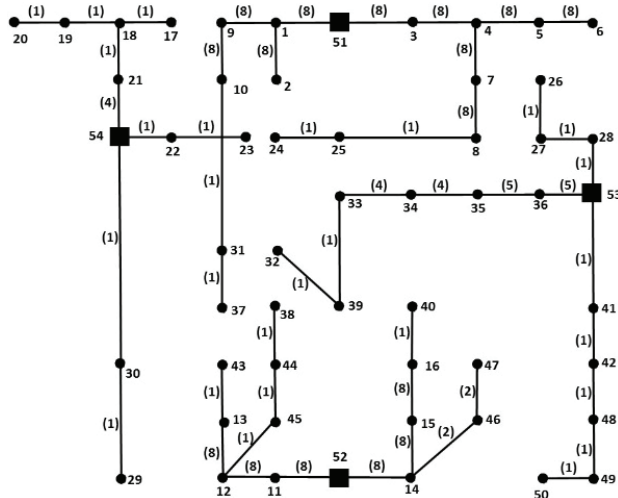 (1) (1) (1) (8) (8) (8) (8) (8) (8)
20 19 18 17 9 1 51 3 4 5 6
(1) (8) (8) (8)
21 10 2 7 26
(4) (8) (1)
54 (1) (1) (1) (1) (1) 28
22 23 24 25 8 27
(1)
(4) (4) (5) (5) 53
33 34 35 36
(1) (1) (1) (1)
31 32
(1) (1)
37 38 39 40 41
(1) (1) (1)
30 43 44 16 47 42
(1) (1) (1) (8) (2) (1)
13 45 15 46 48
(8) (1) 52 (8) (2) (1)
(8) (8) (8) (1)
29 12 11 14 50 49